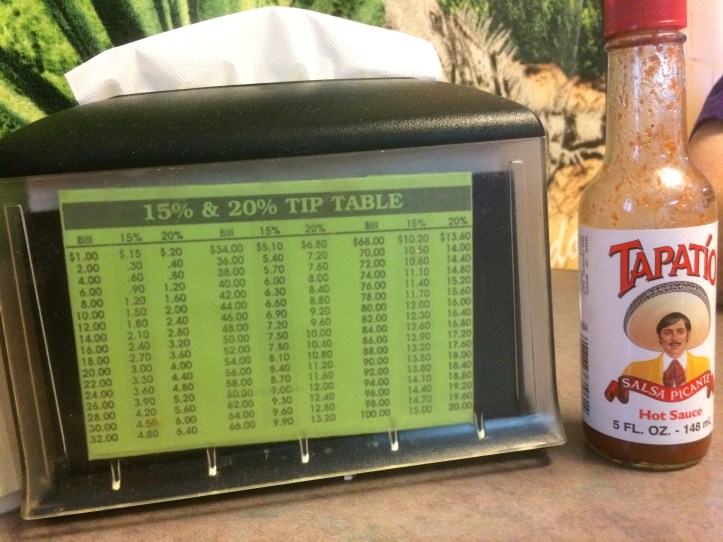 15% & 20% TIP TABLE
Bill 15% 20% Bill 15% 20% Bill 15% 20%
$1.00 $.15 $.20 $34.00 $5.10 $6.80 $68.00 $10.20 $13.60
2.00 .30 .40 36.00 5.40 7.20 70.00 10.50 14.00
4.00 .60 .80 38.00 5.70 7.60 72.00 10.80 14.40
6.00 .90 1.20 40.00 6.00 8.00 74.00 11.10 14.80
8.00 1.20 1.60 42.00 6.30 8.40 76.00 11.40 15.20
10.00 1.50 2.00 44.00 6.60 8.80 78.00 11.70 15.60
12.00 1.80 2.40 46.00 6.90 9.20 80.00 12.00 16.00
14.00 2.10 2.80 48.00 7.20 9.60 82.00 12.30 16.40
16.00 2.40 3.20 50.00 7.50 10.00 84.00 12.60 16.80
18.00 2.70 3.60 52.00 7.80 10.40 86.00 12.90 17.20
20.00 3.00 4.00 54.00 8.10 10.80 88.00 13.20 17.60
22.00 3.30 4.40 56.00 8.40 11.20 90.00 13.50 18.00
24.00 3.60 4.80 58.00 8.70 11.60 92.00 13.80 18.40
26.00 3.90 5.20 60.00 9.00 12.00 94.00 14.10 18.80
28.00 4.20 5.60 62.00 9.30 12.40 96.00 14.40 19.20
30.00 4.50 6.00 64.00 9.60 12.80 98.00 14.70 19.60
32.00 4.80 6.40 66.00 9.90 13.20 100.00 15.00 20.00
TAPATÍO
SALSA PICANTE
Hot Sauce
5 FL. OZ. - 148 mL